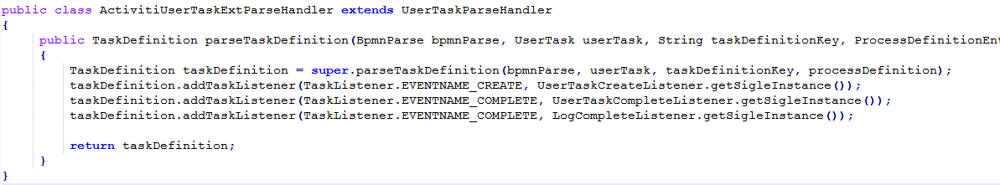 public class ActivitiUserTaskExtParseHandler extends UserTaskParseHandler
{
public TaskDefinition parseTaskDefinition(BpmnParse bpmnParse, UserTask userTask, String taskDefinitionKey, ProcessDefinitionEnt
{
TaskDefinition taskDefinition = super.parseTaskDefinition(bpmnParse, userTask, taskDefinitionKey, processDefinition);
taskDefinition.addTaskListener(TaskListener.EVENTNAME_CREATE, UserTaskCreateListener.getSigleInstance());
taskDefinition.addTaskListener(TaskListener.EVENTNAME_COMPLETE, UserTaskCompleteListener.getSigleInstance());
taskDefinition.addTaskListener(TaskListener.EVENTNAME_COMPLETE, LogCompleteListener.getSigleInstance());
return taskDefinition;
}
}